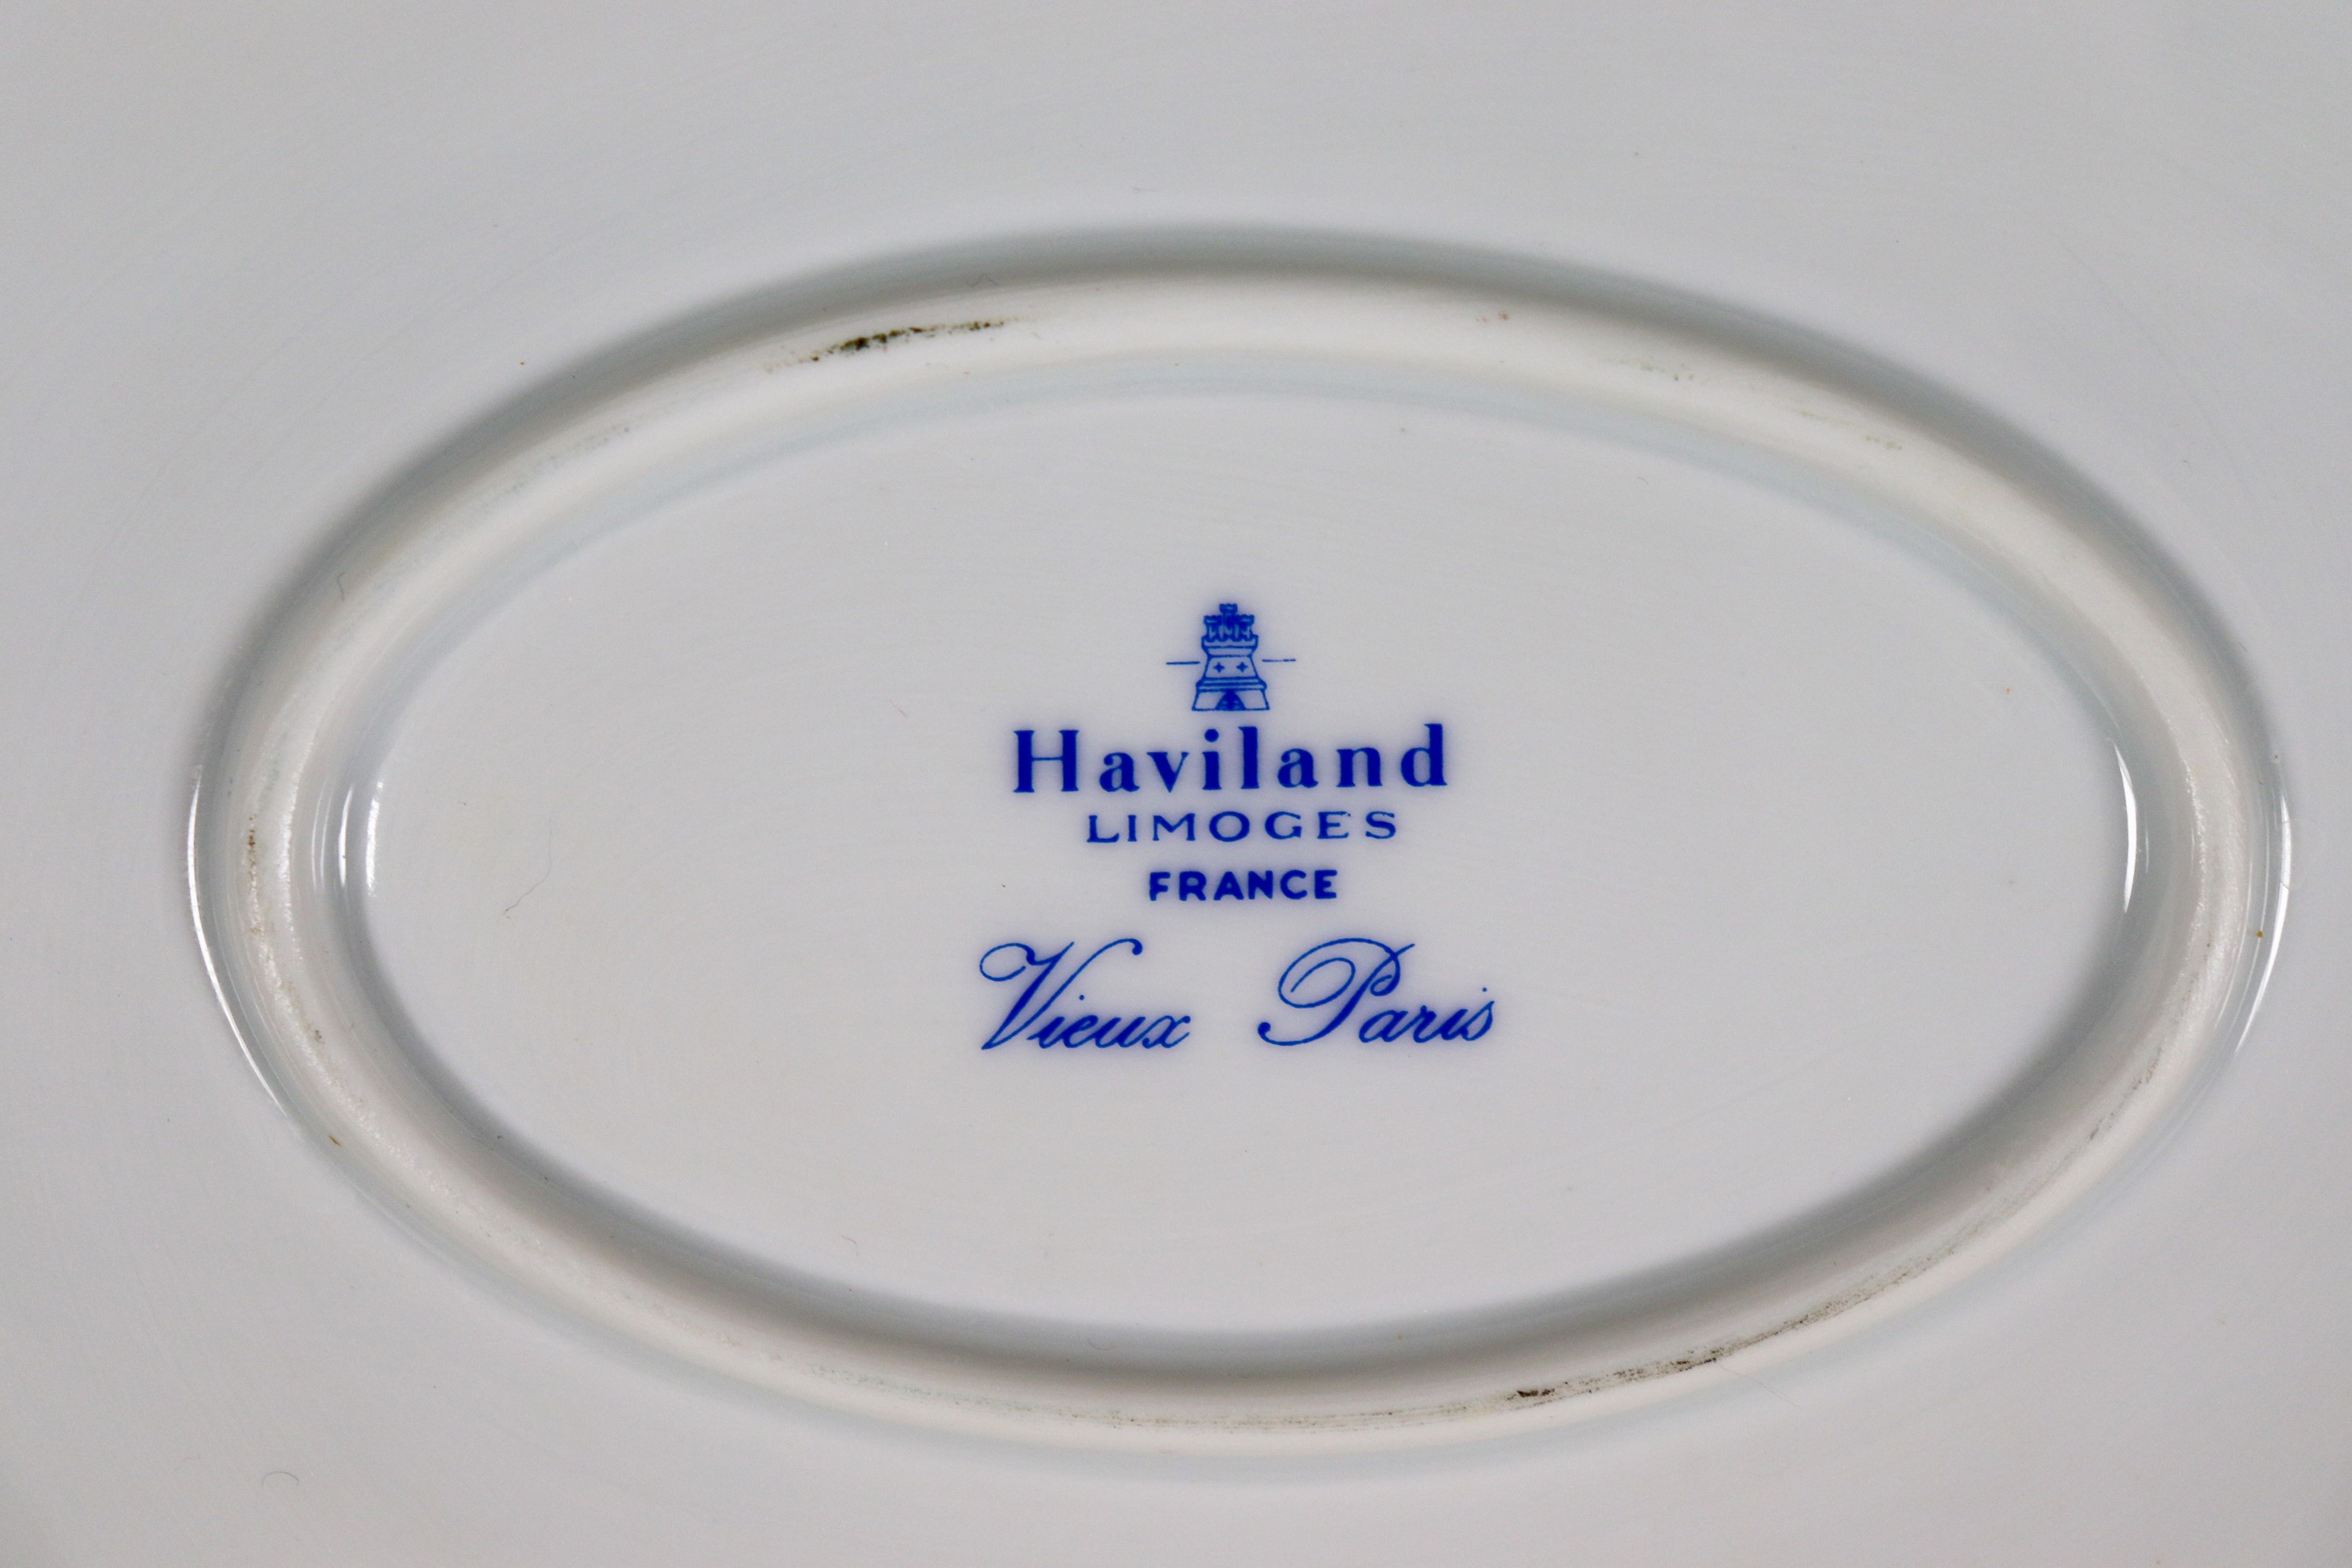 Haviland
LIMOGES
FRANCE
Vieux Paris